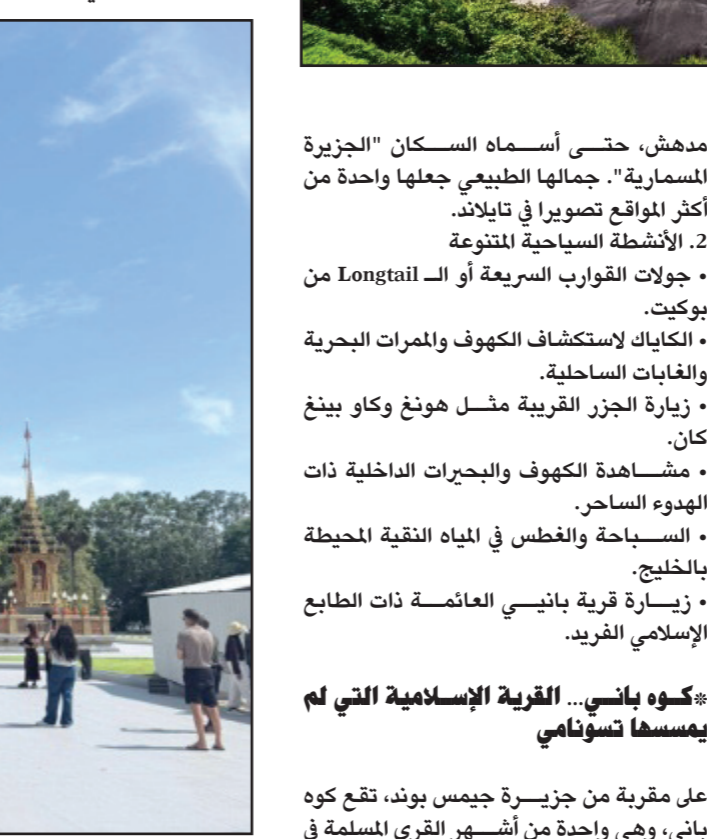 مدهش، حتى أسماه السكان "الجزيرة
المسمارية". جمالها الطبيعي جعلها واحدة من
أكثر المواقع تصويرا في تايلاند.
2. الأنشطة السياحية المتنوعة
• جولات القوارب السريعة أو الـ Longtail من
بوكيت.
• الكاياك لاستكشاف الكهوف والممرات البحرية
والغابات الساحلية.
• زيارة الجزر القريبة مثل هونغ وكاو بينغ
كان.
• مشاهدة الكهوف والبحيرات الداخلية ذات
الهدوء الساحر.
• السباحة والغطس في المياه النقية المحيطة
بالخليج.
• زيارة قرية بانيي العائمة ذات الطابع
الإسلامي الفريد.
*كوه باني... القرية الإسلامية التي لم
يمسسها تسونامي
على مقربة من جزيرة جيمس بوند، تقع كوه
باني، وهي واحدة من أشهر القرى المسلمة في